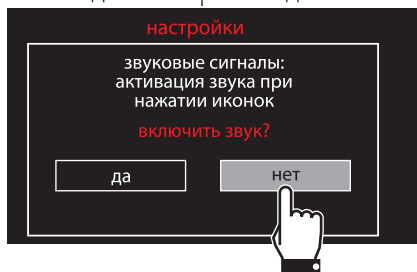 настройки
звуковые сигналы:
активация звука при
нажатии иконок
включить звук?
да
нет